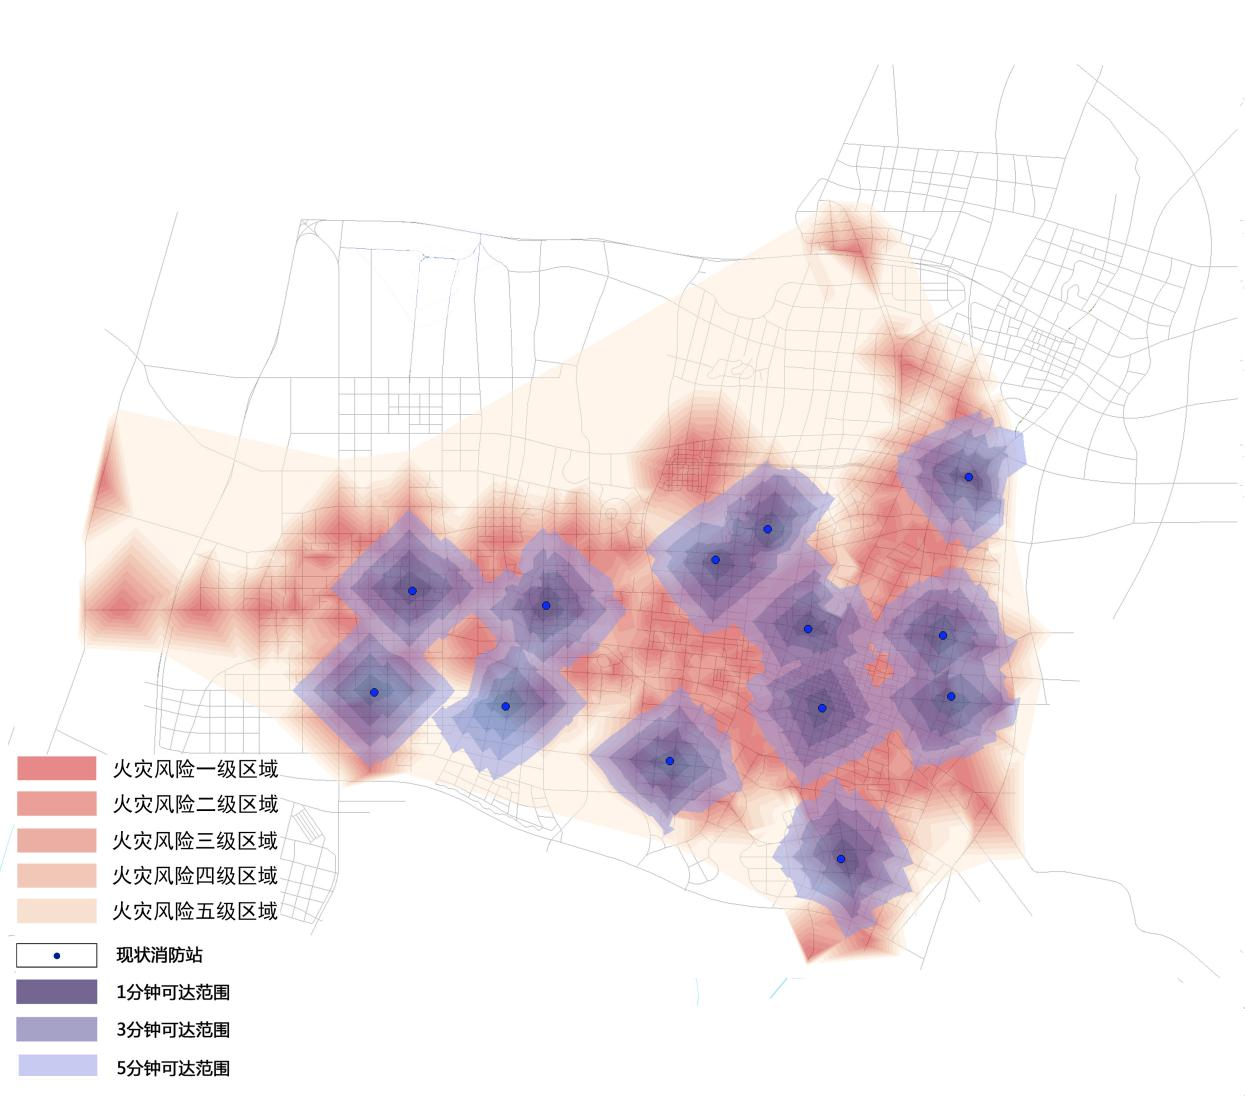 火灾风险一级区域
火灾风险二级区域
火灾风险三级区域
火灾风险四级区域
火灾风险五级区域
现状消防站
1分钟可达范围
3分钟可达范围
5分钟可达范围